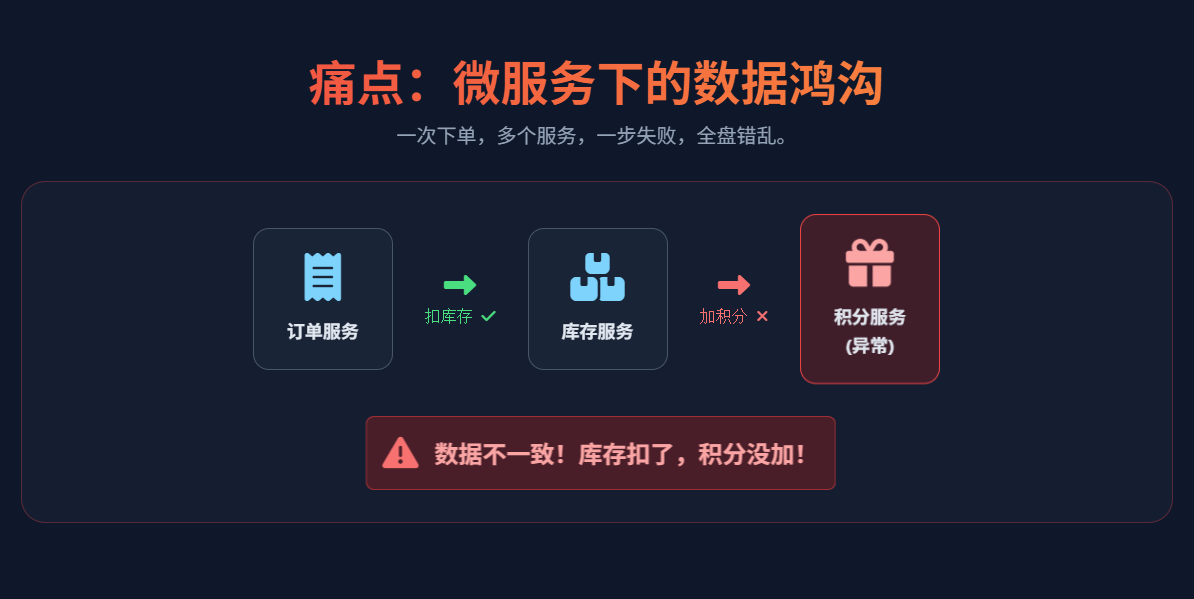 痛点：微服务下的数据鸿沟
一次下单，多个服务，一步失败，全盘错乱。
订单服务
扣库存
库存服务
加积分
积分服务
(异常)
数据不一致！库存扣了，积分没加！